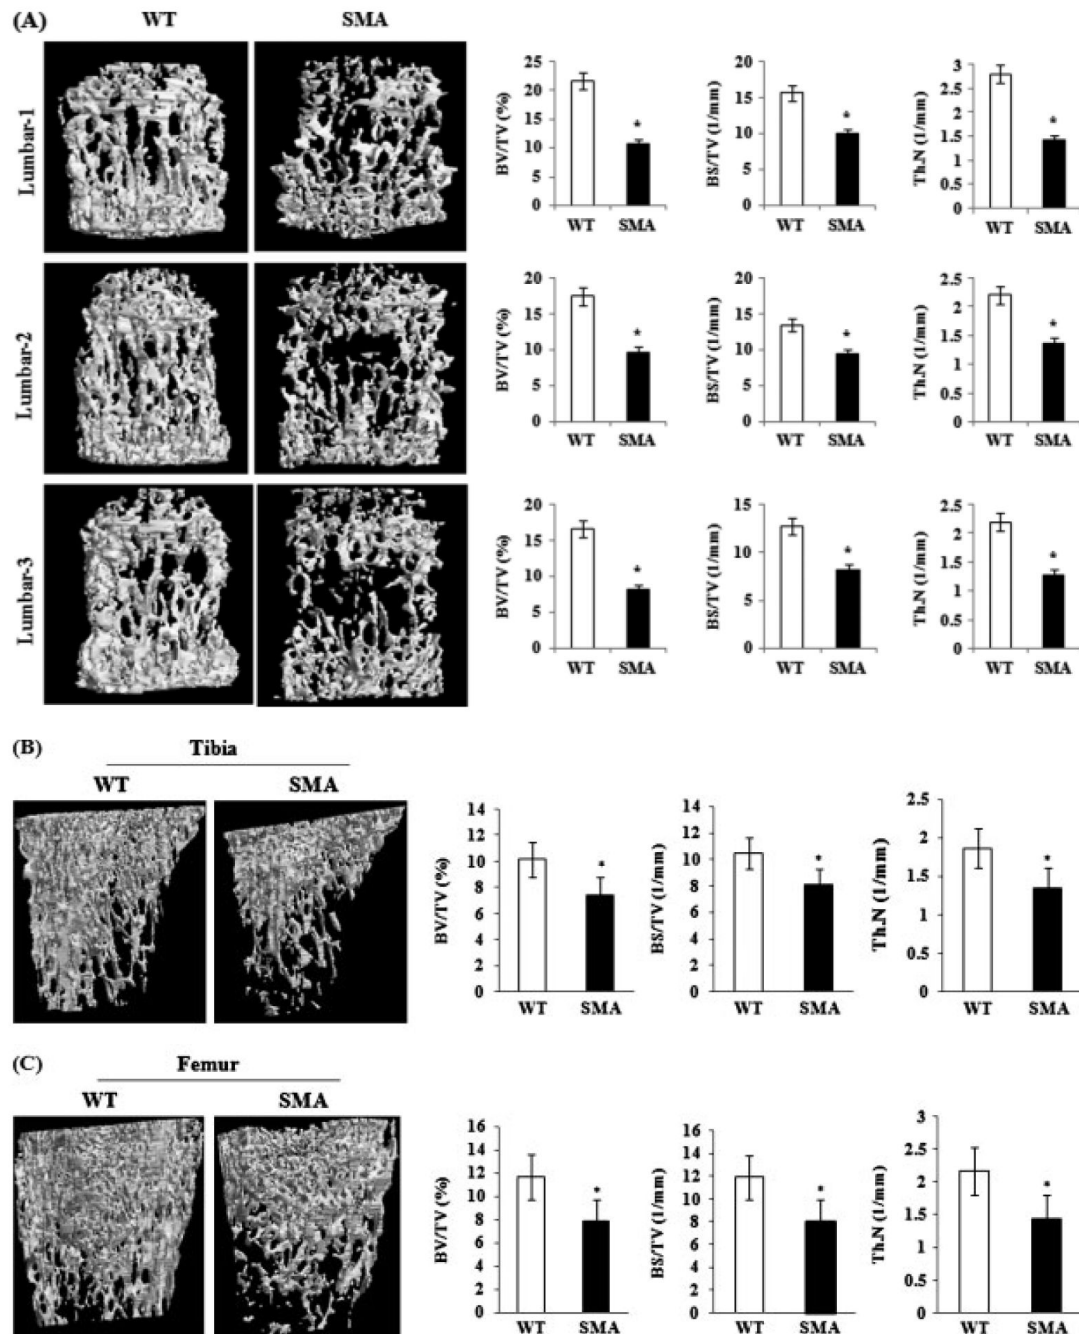 (A)
WT SMA
Lumbar-1
BV/TV (%)
25
20
15
10
5
0
WT SMA
*
BS/TV (1/mm)
20
15
10
5
0
WT SMA
*
Th.N (1/mm)
3
2.5
2
1.5
1
0.5
0
WT SMA
*
Lumbar-2
BV/TV (%)
20
15
10
5
0
WT SMA
*
BS/TV (1/mm)
20
15
10
5
0
WT SMA
*
Th.N (1/mm)
2.5
2
1.5
1
0.5
0
WT SMA
*
Lumbar-3
BV/TV (%)
20
15
10
5
0
WT SMA
*
BS/TV (1/mm)
15
10
5
0
WT SMA
*
Th.N (1/mm)
2.5
2
1.5
1
0.5
0
WT SMA
*
(B)
Tibia
WT SMA
BV/TV (%)
14
12
10
8
6
4
2
0
WT SMA
*
BS/TV (1/mm)
14
12
10
8
6
4
2
0
WT SMA
*
Th.N (1/mm)
2.5
2
1.5
1
0.5
0
WT SMA
*
(C)
Femur
WT SMA
BV/TV (%)
16
14
12
10
8
6
4
2
0
WT SMA
*
BS/TV (1/mm)
16
14
12
10
8
6
4
2
0
WT SMA
*
Th.N (1/mm)
3
2.5
2
1.5
1
0.5
0
WT SMA
*